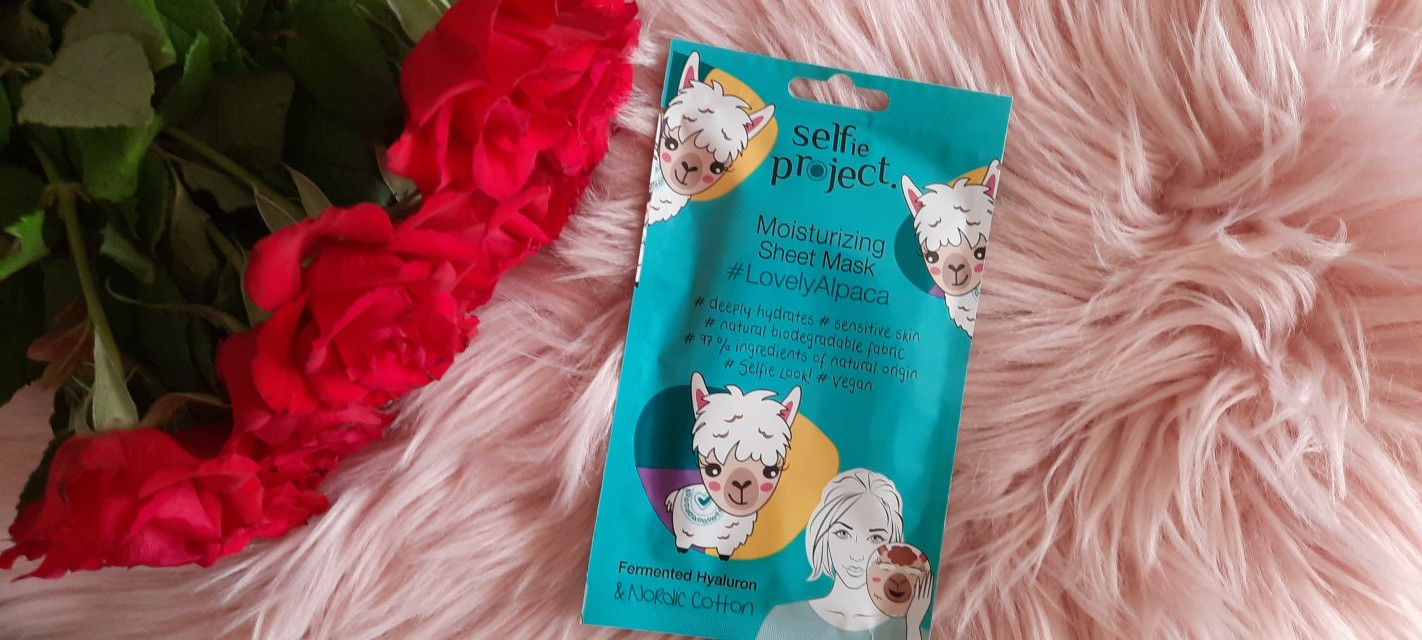 selfie
project.
Moisturizing
Sheet Mask
#LovelyAlpaca
# deeply hydrates # sensitive skin
# natural biodegradable fabric
# 97% ingredients of natural origin
# Selfie Look! # Vegan
Fermented Hyaluron
& Nordic Cotton